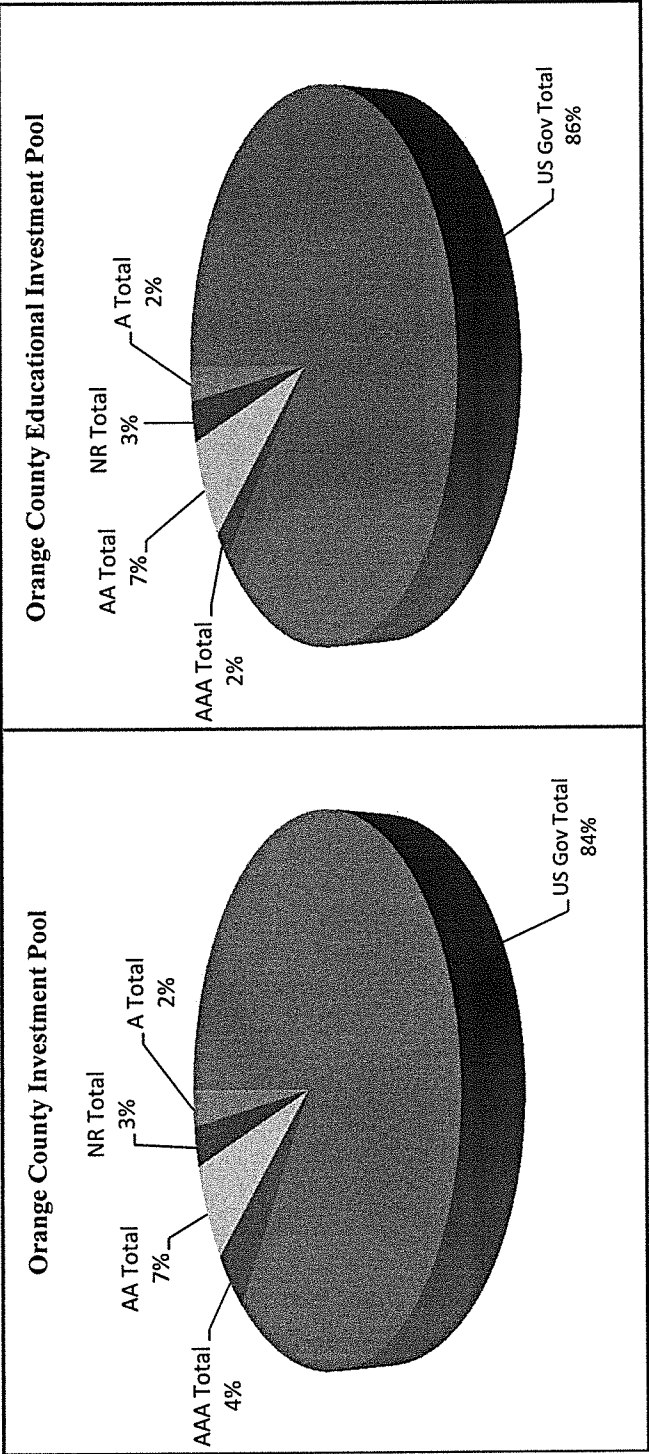 Orange County Investment Pool
A Total
2%
NR Total
3%
AA Total
7%
AAA Total
4%
US Gov Total
84%
Orange County Educational Investment Pool
A Total
2%
NR Total
3%
AA Total
7%
AAA Total
2%
US Gov Total
86%